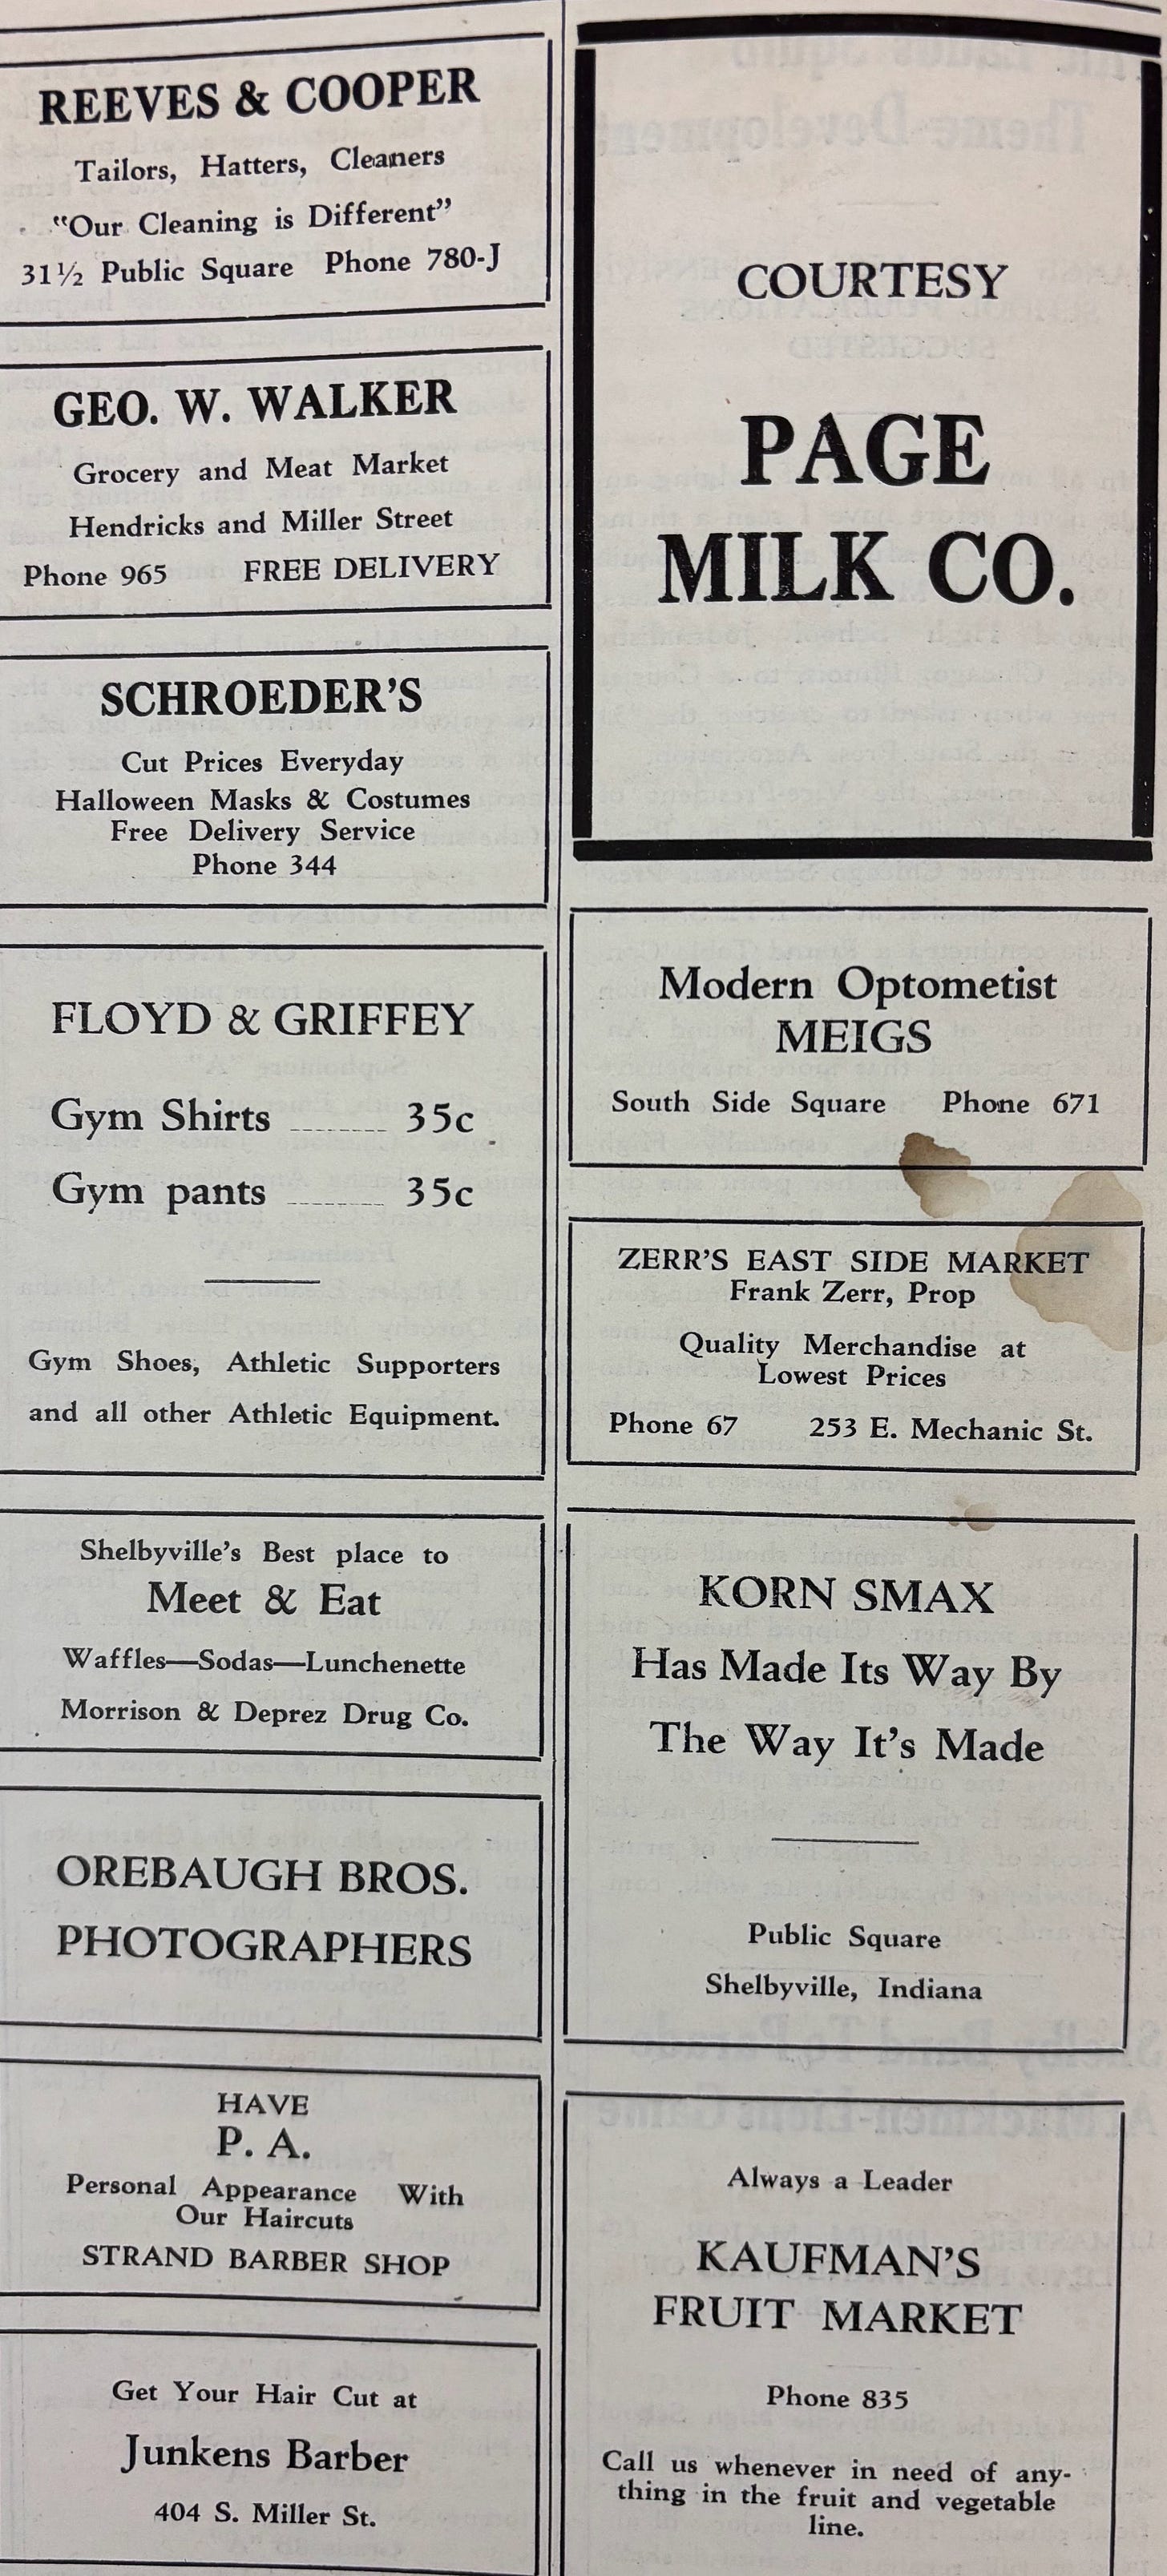 REEVES & COOPER
Tailors, Hatters, Cleaners
"Our Cleaning is Different"
31½ Public Square Phone 780-J
GEO. W. WALKER
Grocery and Meat Market
Hendricks and Miller Street
Phone 965 FREE DELIVERY
SCHROEDER'S
Cut Prices Everyday
Halloween Masks & Costumes
Free Delivery Service
Phone 344
FLOYD & GRIFFEY
Gym Shirts ........ 35c
Gym pants ........ 35c
Gym Shoes, Athletic Supporters
and all other Athletic Equipment.
Shelbyville's Best place to
Meet & Eat
Waffles—Sodas—Lunchenette
Morrison & Deprez Drug Co.
OREBAUGH BROS.
PHOTOGRAPHERS
HAVE
P. A.
Personal Appearance With
Our Haircuts
STRAND BARBER SHOP
Get Your Hair Cut at
Junkens Barber
404 S. Miller St.
COURTESY
PAGE
MILK CO.
Modern Optometist
MEIGS
South Side Square Phone 671
ZERR'S EAST SIDE MARKET
Frank Zerr, Prop
Quality Merchandise at
Lowest Prices
Phone 67 253 E. Mechanic St.
KORN SMAX
Has Made Its Way By
The Way It's Made
Public Square
Shelbyville, Indiana
Always a Leader
KAUFMAN'S
FRUIT MARKET
Phone 835
Call us whenever in need of any-
thing in the fruit and vegetable
line.